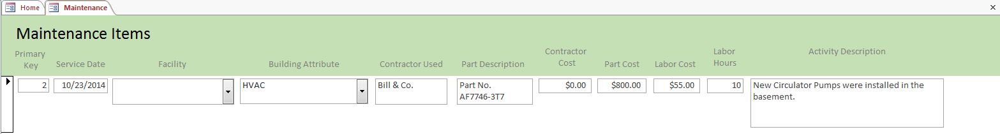 Home
Maintenance
Maintenance Items
Primary
Key
Service Date
Facility
Building Attribute
Contractor Used
Part Description
Contractor
Cost
Part Cost
Labor Cost
Labor
Hours
Activity Description
2
10/23/2014
HVAC
Bill & Co.
Part No.
AF7746-3T7
$0.00
$800.00
$55.00
10
New Circulator Pumps were installed in the
basement.